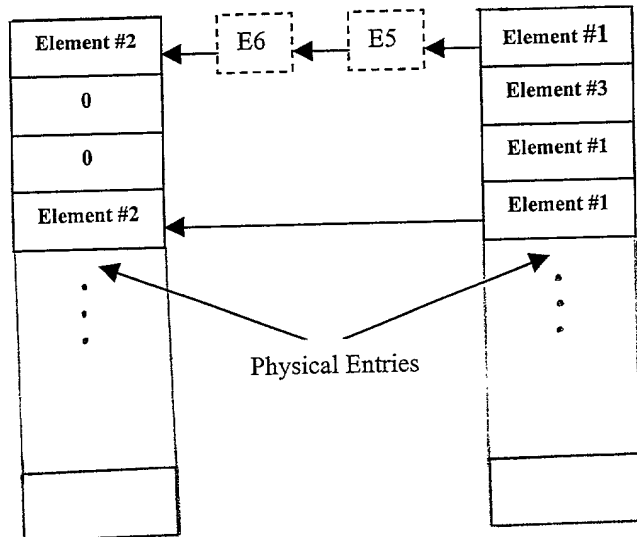 Element #2 E6 E5 Element #1
0 Element #3
0 Element #1
Element #2 Element #1
Physical Entries